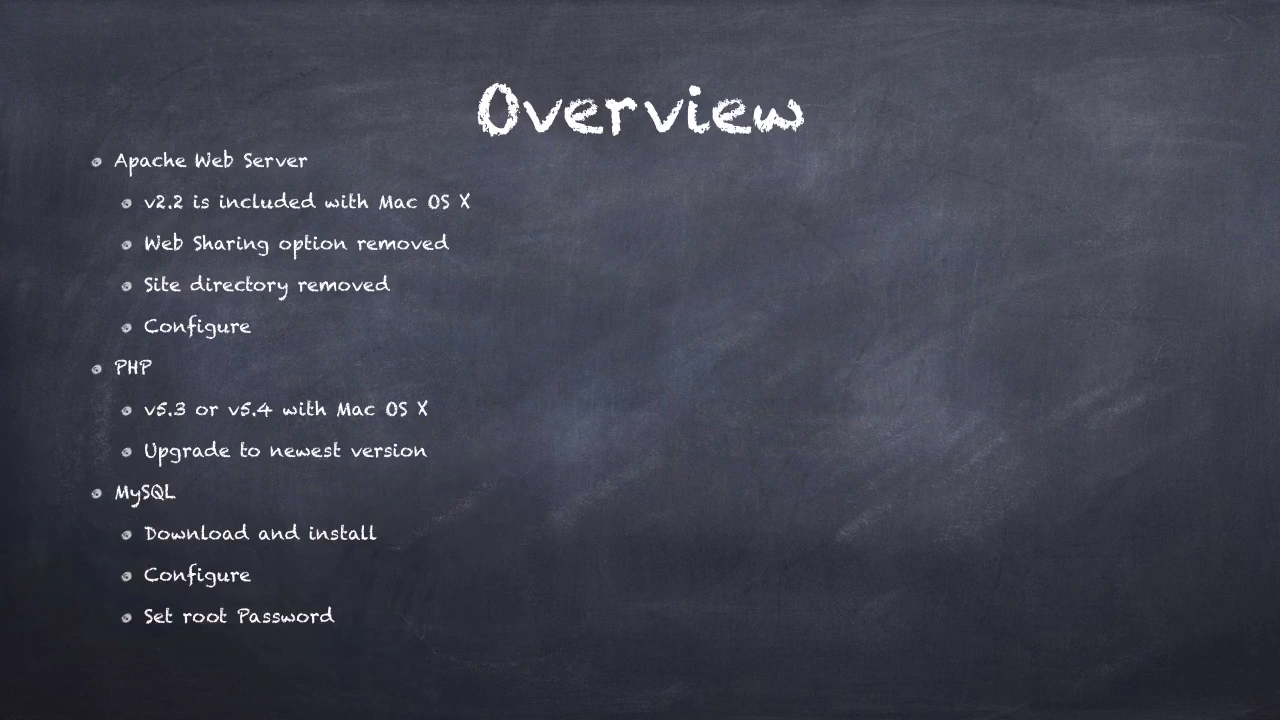 Overview
Apache Web Server
v2.2 is included with Mac OS X
Web Sharing option removed
Site directory removed
Configure
PHP
v5.3 or v5.4 with Mac OS X
Upgrade to newest version
MySQL
Download and install
Configure
Set root Password